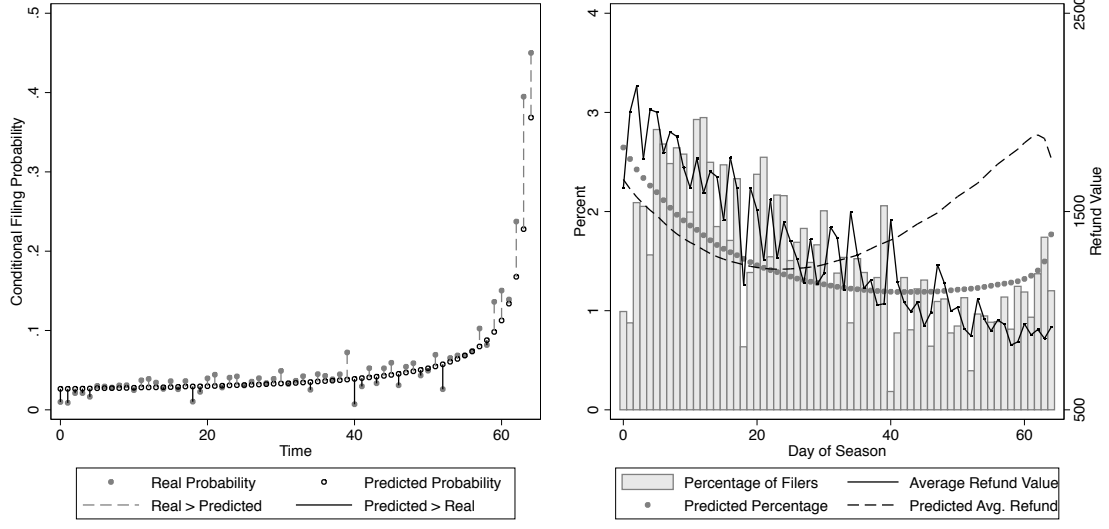 Conditional Filing Probability
.5
.4
.3
.2
.1
0
0 20 40 60
Time
Real Probability Predicted Probability
Real > Predicted Predicted > Real
Percent
4
3
2
1
0
2500
1500
500
Refund Value
0 20 40 60
Day of Season
Percentage of Filers Average Refund Value
Predicted Percentage Predicted Avg. Refund